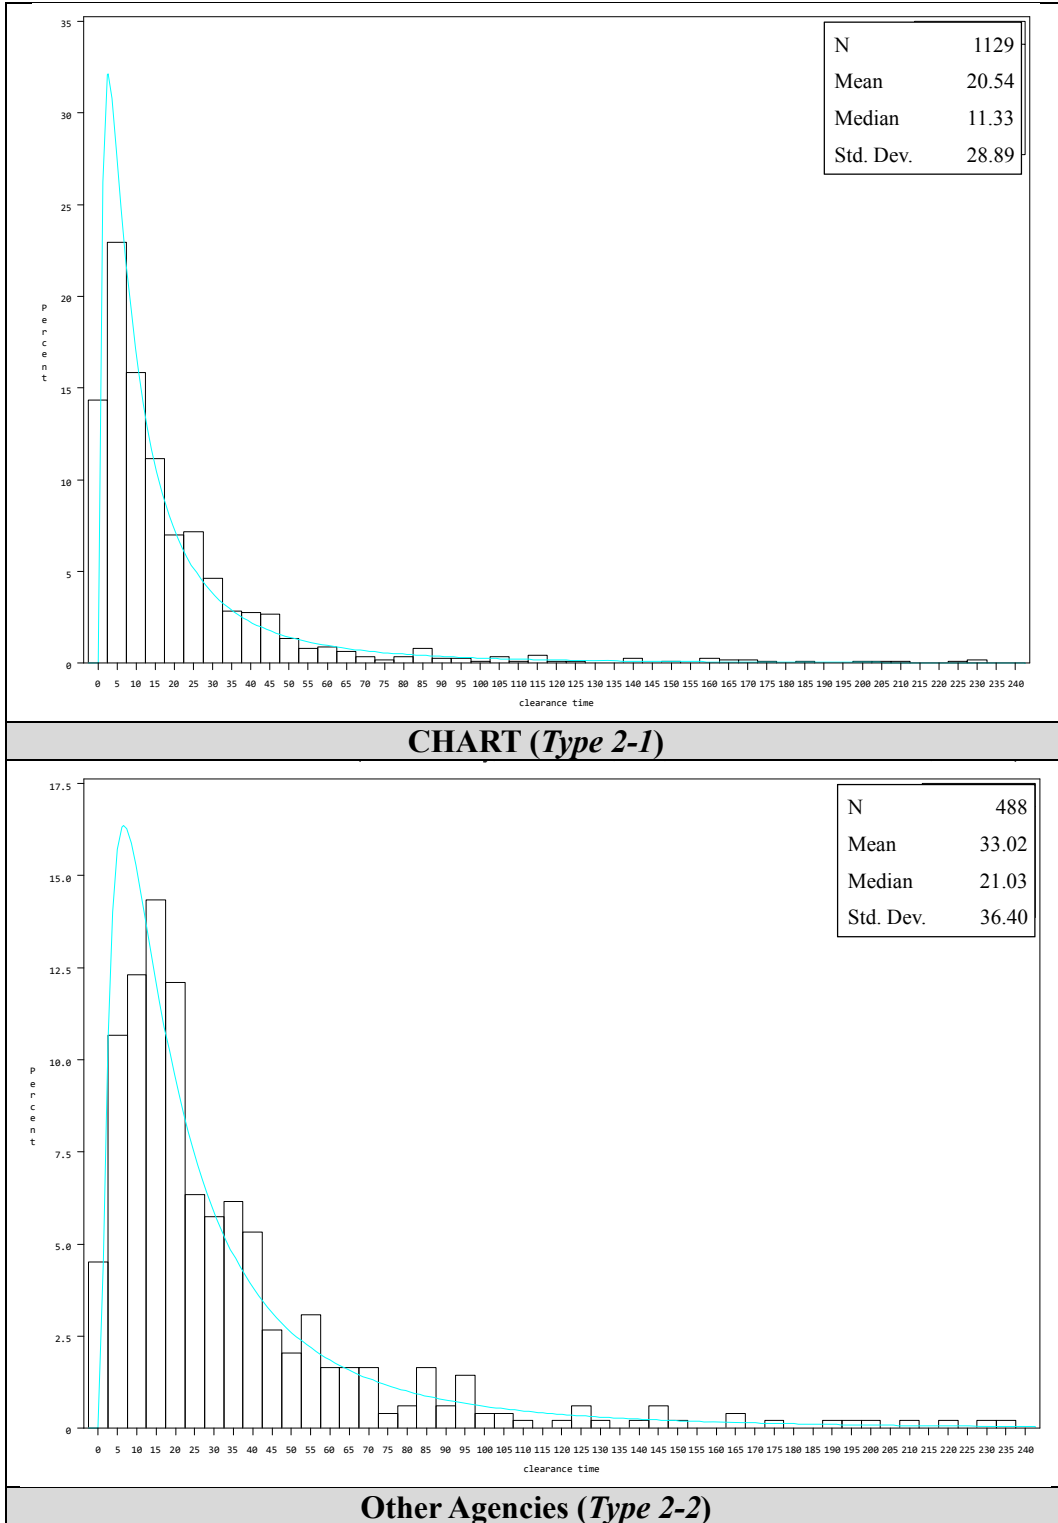 35
30
25
20
15
10
5
0
Percent
N 1129
Mean 20.54
Median 11.33
Std. Dev. 28.89
0 5 10 15 20 25 30 35 40 45 50 55 60 65 70 75 80 85 90 95 100 105 110 115 120 125 130 135 140 145 150 155 160 165 170 175 180 185 190 195 200 205 210 215 220 225 230 235 240
clearance time
CHART (Type 2-1)
17.5
15.0
12.5
10.0
7.5
5.0
2.5
0
Percent
N 488
Mean 33.02
Median 21.03
Std. Dev. 36.40
0 5 10 15 20 25 30 35 40 45 50 55 60 65 70 75 80 85 90 95 100 105 110 115 120 125 130 135 140 145 150 155 160 165 170 175 180 185 190 195 200 205 210 215 220 225 230 235 240
clearance time
Other Agencies (Type 2-2)